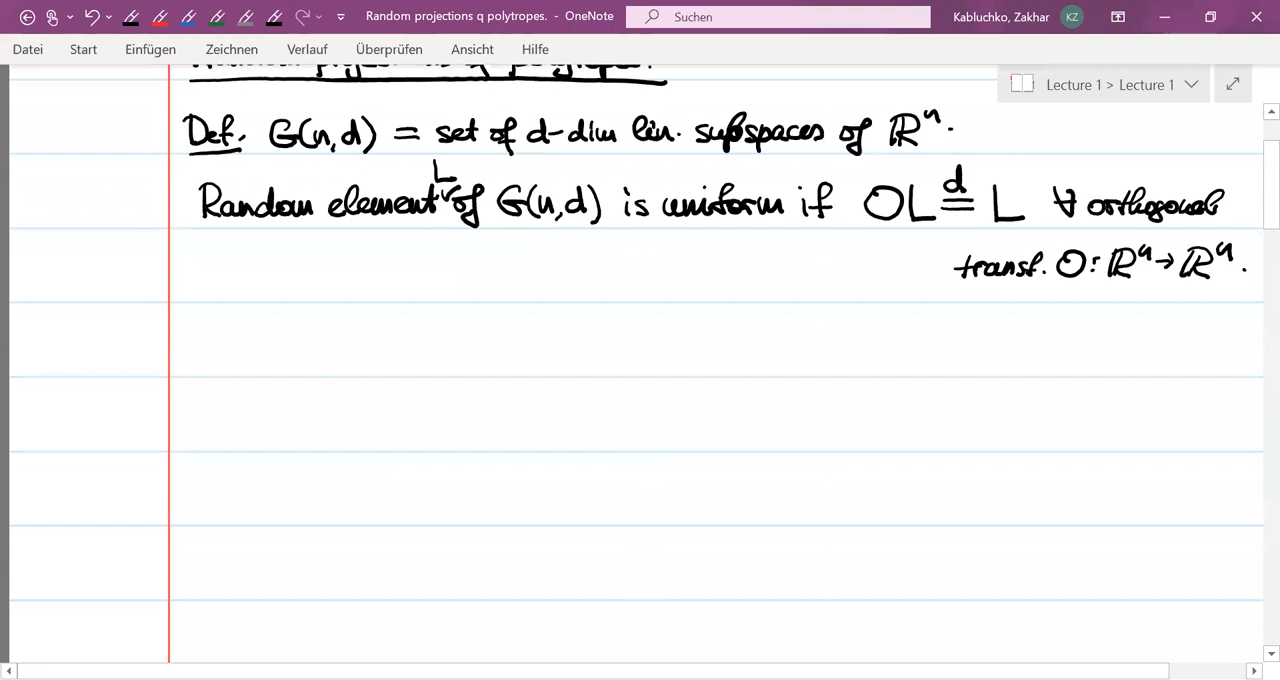 Random projections q polytropes. - OneNote
Suchen
Kabluchko, Zakhar
KZ
Datei Start Einfügen Zeichnen Verlauf Überprüfen Ansicht Hilfe
Lecture 1 > Lecture 1
Def. G(n,d) = set of d-dim lin. subspaces of ℝⁿ.
Random element L of G(n,d) is uniform if OL =ᵈ L ∀ orthogonal
transf. O: ℝⁿ → ℝⁿ.